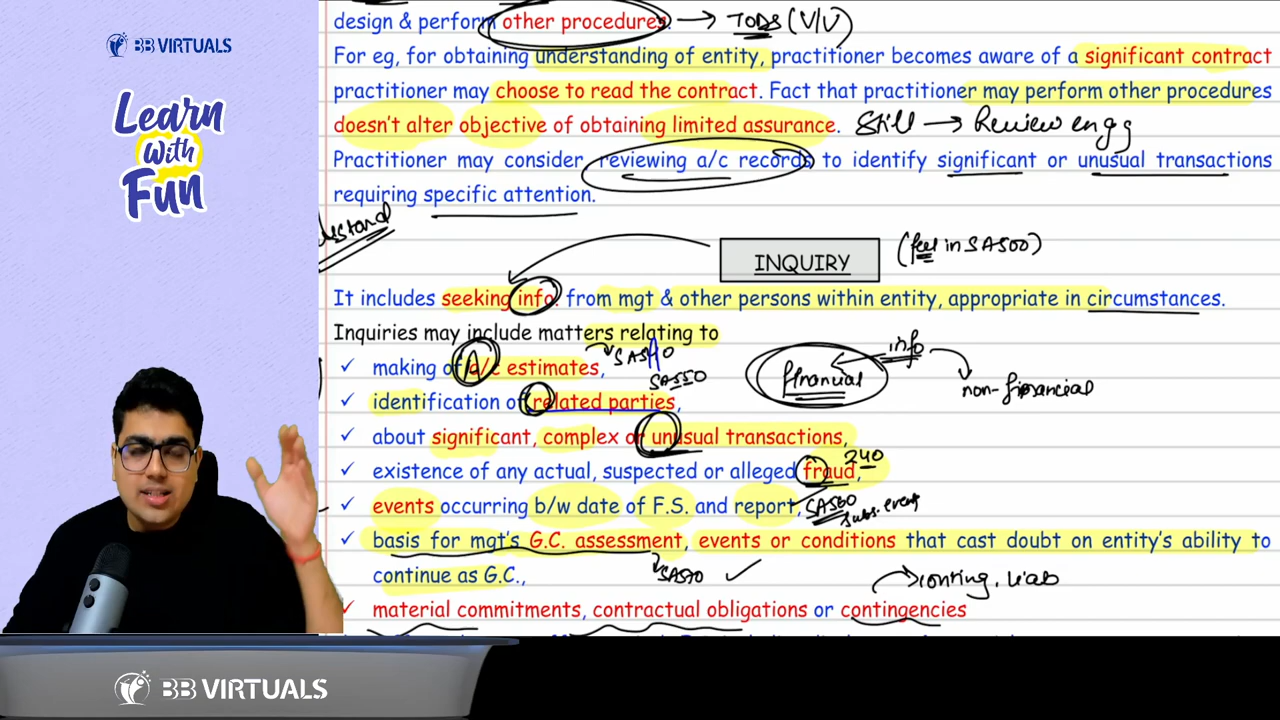 BB VIRTUALS
Learn
With
Fun
design & perform other procedures. → TODS (V/V)
For eg, for obtaining understanding of entity, practitioner becomes aware of a significant contract
practitioner may choose to read the contract. Fact that practitioner may perform other procedures
doesn't alter objective of obtaining limited assurance. Still → Review engg
Practitioner may consider reviewing a/c records to identify significant or unusual transactions
requiring specific attention.
INQUIRY (feel in SA500)
It includes seeking info. from mgt & other persons within entity, appropriate in circumstances.
Inquiries may include matters relating to
✓ making of a/c estimates,
SA550
info
financial
non-financial
✓ identification of related parties,
✓ about significant, complex or unusual transactions,
✓ existence of any actual, suspected or alleged fraud, 240
✓ events occurring b/w date of F.S. and report, SA560
subs. event
✓ basis for mgt's G.C. assessment, events or conditions that cast doubt on entity's ability to
continue as G.C., SA570 ✓
conting. liab
✓ material commitments, contractual obligations or contingencies
BB VIRTUALS